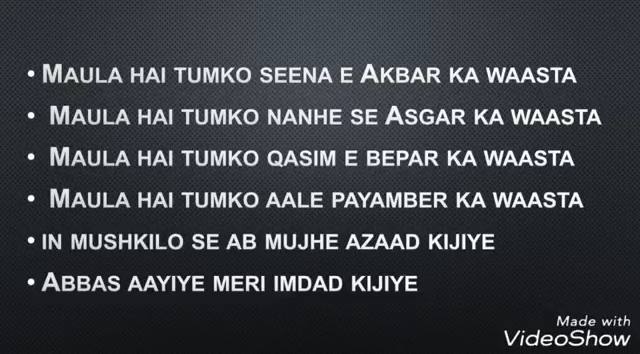 • Maula hai tumko seena e Akbar ka waasta
• Maula hai tumko nanhe se Asgar ka waasta
• Maula hai tumko qasim e bepar ka waasta
• Maula hai tumko aale payamber ka waasta
• in mushkilo se ab mujhe azaad kijiye
• Abbas aayiye meri imdad kijiye
Made with
VideoShow